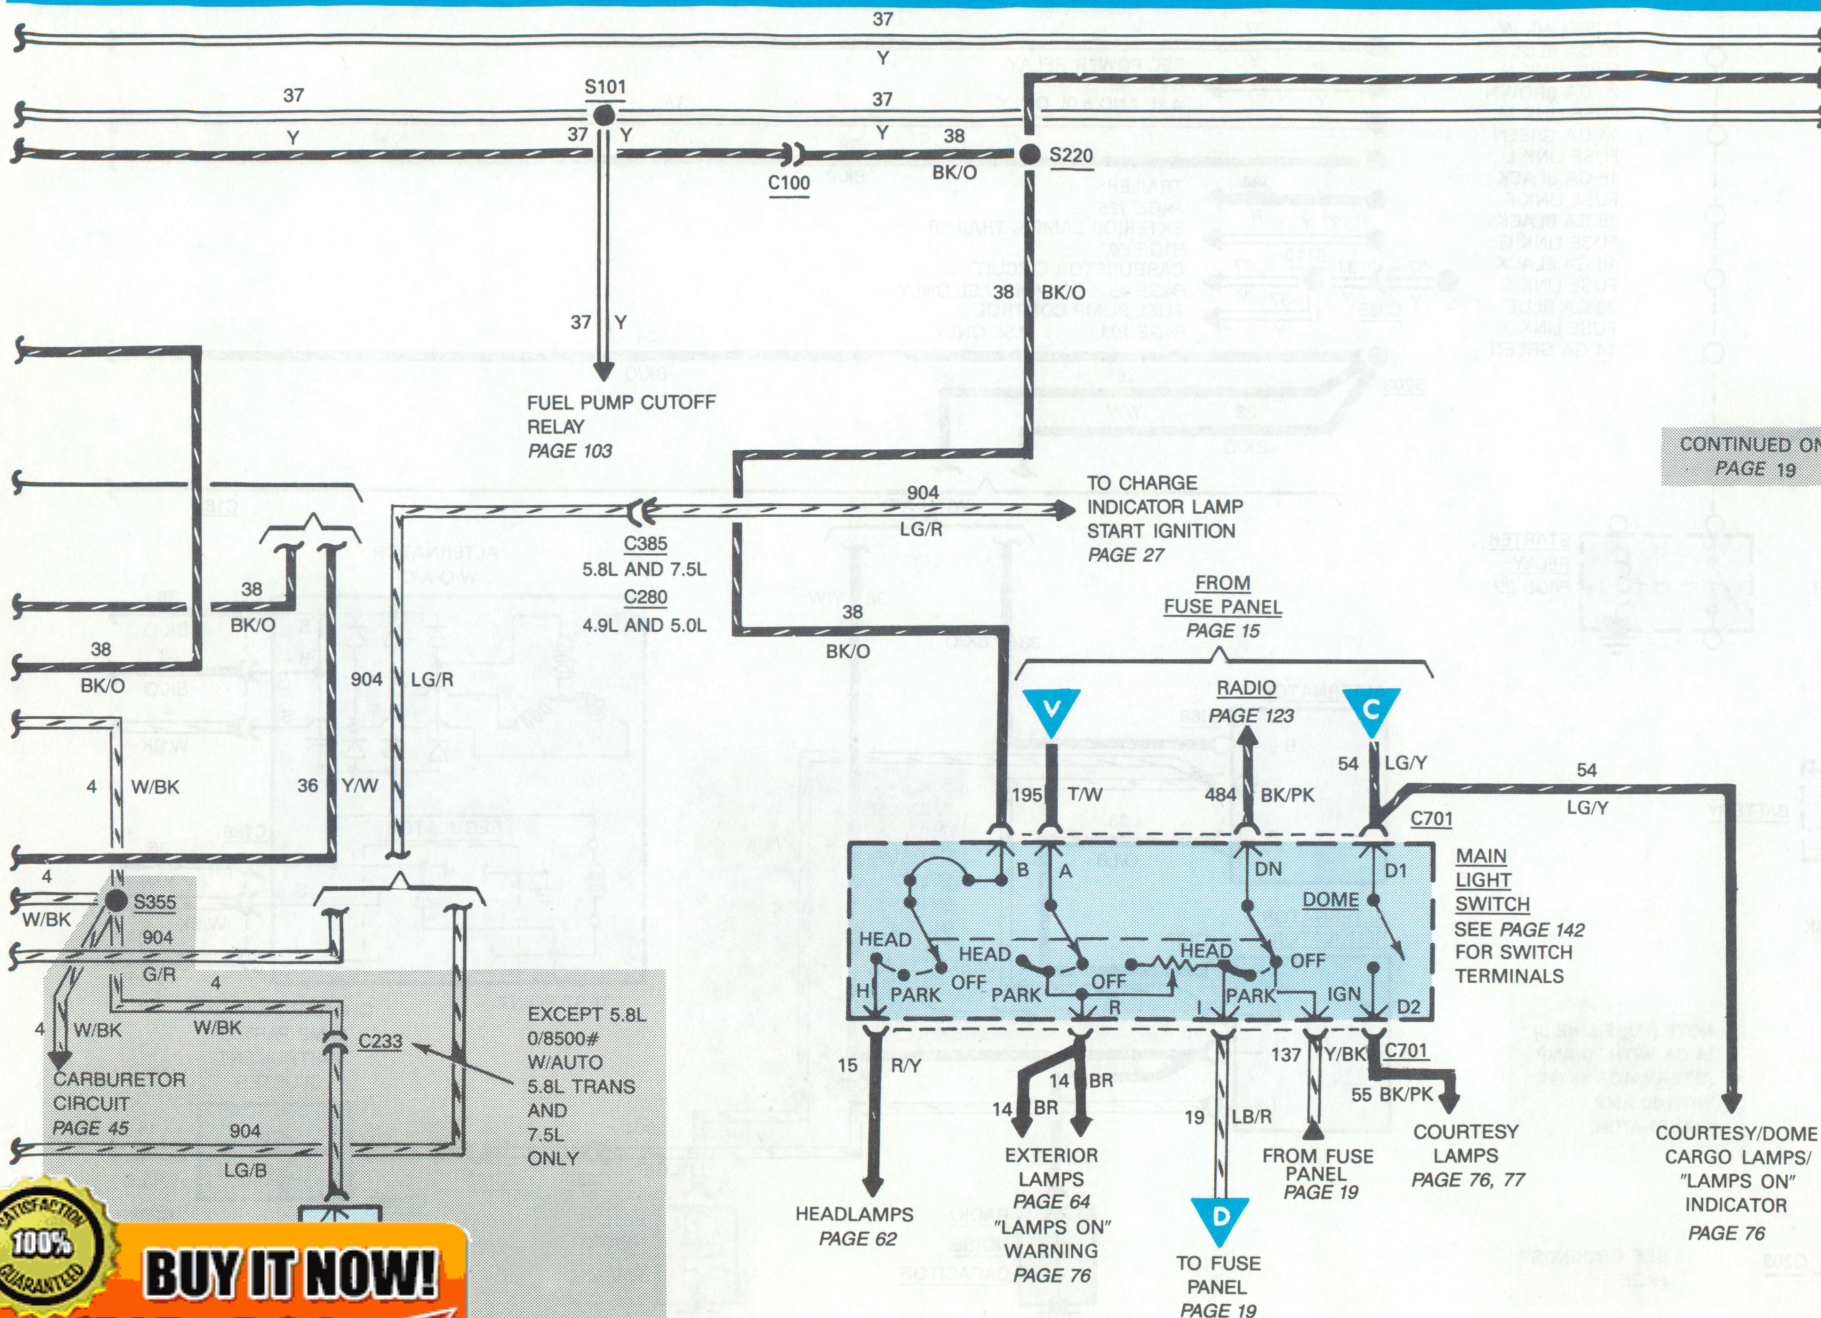 37
Y
37
Y
S101
37
Y
37
Y
38
BK/O
C100
S220
38 BK/O
37 Y
FUEL PUMP CUTOFF
RELAY
PAGE 103
CONTINUED ON
PAGE 19
904
LG/R
TO CHARGE
INDICATOR LAMP
START IGNITION
PAGE 27
C385
5.8L AND 7.5L
C280
4.9L AND 5.0L
38
BK/O
38
BK/O
38
BK/O
904 LG/R
FROM
FUSE PANEL
PAGE 15
RADIO
PAGE 123
V
C
4 W/BK
36 Y/W
195 T/W
484 BK/PK
54 LG/Y
54
LG/Y
C701
B
A
DN
D1
DOME
MAIN
LIGHT
SWITCH
SEE PAGE 142
FOR SWITCH
TERMINALS
4
W/BK
S355
904
G/R
4
W/BK
4 W/BK
HEAD
OFF
PARK
H
HEAD
OFF
PARK
R
HEAD
OFF
PARK
I
IGN
D2
C233
EXCEPT 5.8L
0/8500#
W/AUTO
5.8L TRANS
AND
7.5L
ONLY
CARBURETOR
CIRCUIT
PAGE 45
904
LG/B
15 R/Y
14 BR
14 BR
19 LB/R
137 Y/BK
C701
55 BK/PK
HEADLAMPS
PAGE 62
EXTERIOR
LAMPS
PAGE 64
"LAMPS ON"
WARNING
PAGE 76
D
TO FUSE
PANEL
PAGE 19
FROM FUSE
PANEL
PAGE 19
COURTESY
LAMPS
PAGE 76, 77
COURTESY/DOME
CARGO LAMPS/
"LAMPS ON"
INDICATOR
PAGE 76
SATISFACTION
100%
GUARANTEED
BUY IT NOW!